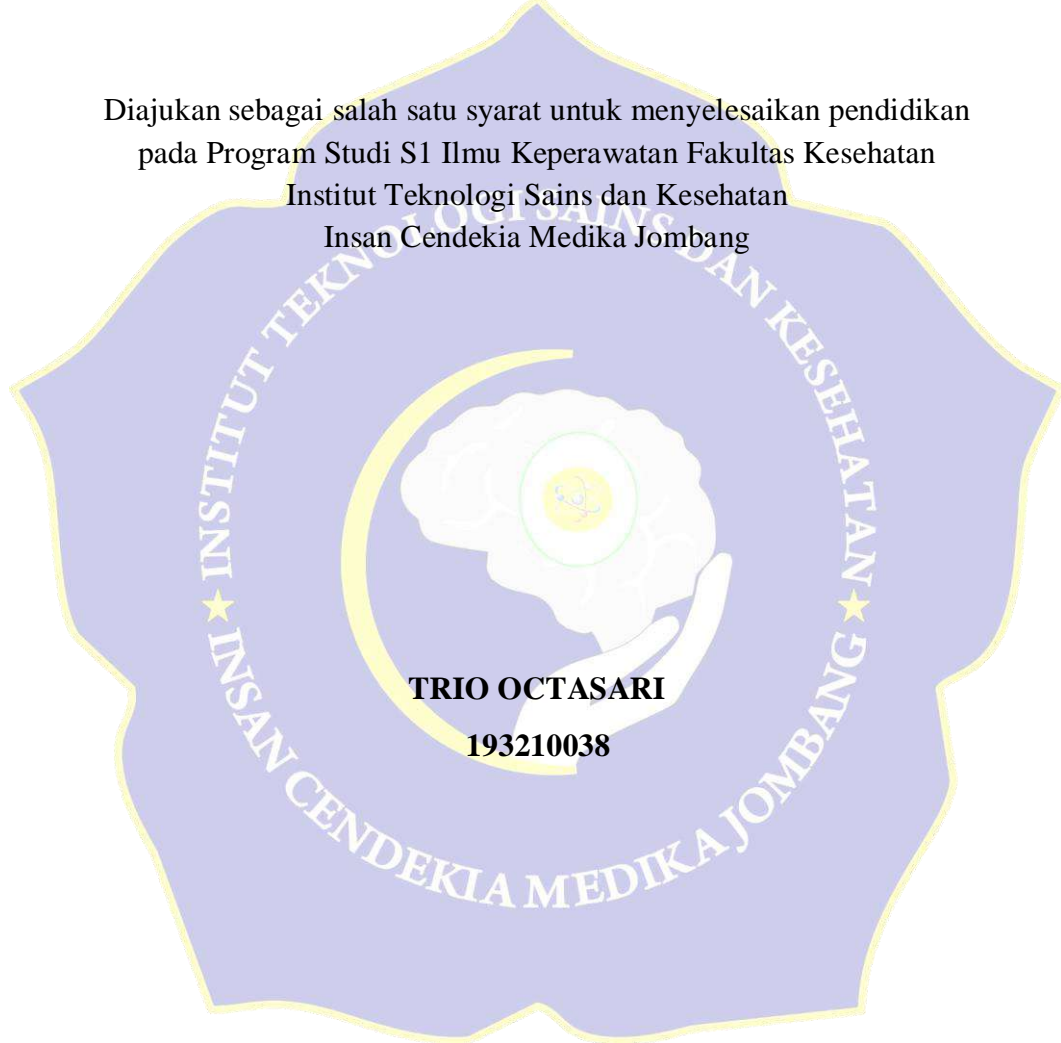 Diajukan sebagai salah satu syarat untuk menyelesaikan pendidikan
pada Program Studi S1 Ilmu Keperawatan Fakultas Kesehatan
Institut Teknologi Sains dan Kesehatan
Insan Cendekia Medika Jombang
INSTITUT TEKNOLOGI SAINS DAN KESEHATAN
TRIO OCTASARI
193210038
INSAN CENDEKIA MEDIKA JOMBANG